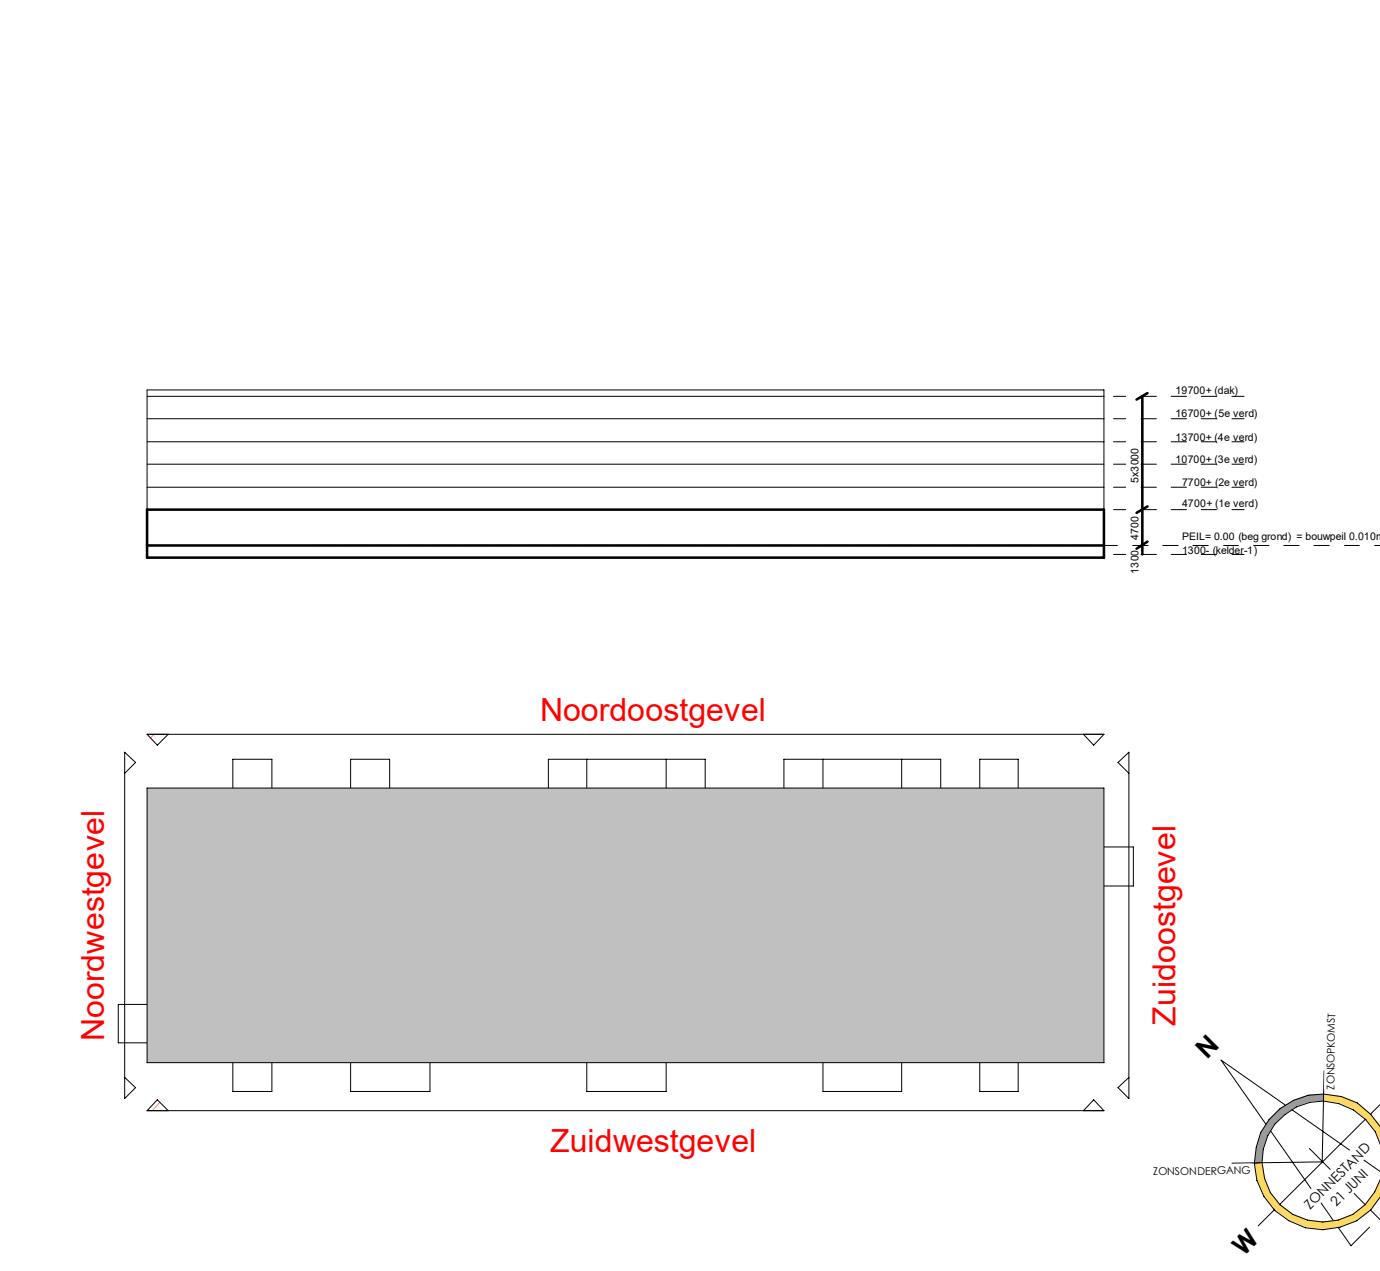 19700+ (dak)
16700+ (5e verd)
13700+ (4e verd)
10700+ (3e verd)
7700+ (2e verd)
4700+ (1e verd)
PEIL= 0.00 (beg grond) = bouwpeil 0.010m
1300- (kelder-1)
5x3000
4700
1300
Noordoostgevel
Noordwestgevel
Zuidoostgevel
Zuidwestgevel
N
ZONSOPKOMST
ZONSONDERGANG
ZONNESTAND
21 JUNI
W